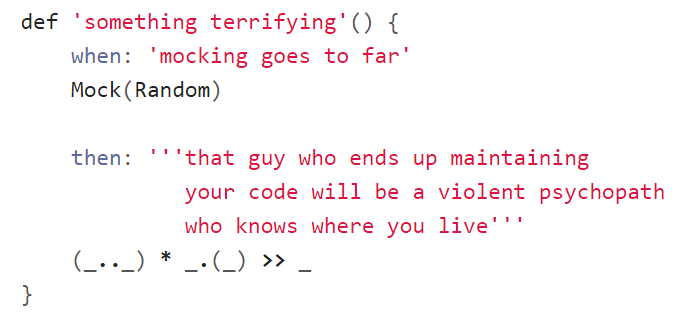 def 'something terrifying'() {
    when: 'mocking goes to far'
    Mock(Random)

    then: '''that guy who ends up maintaining
             your code will be a violent psychopath
             who knows where you live'''
    (_.._) * _.(_) >> _
}